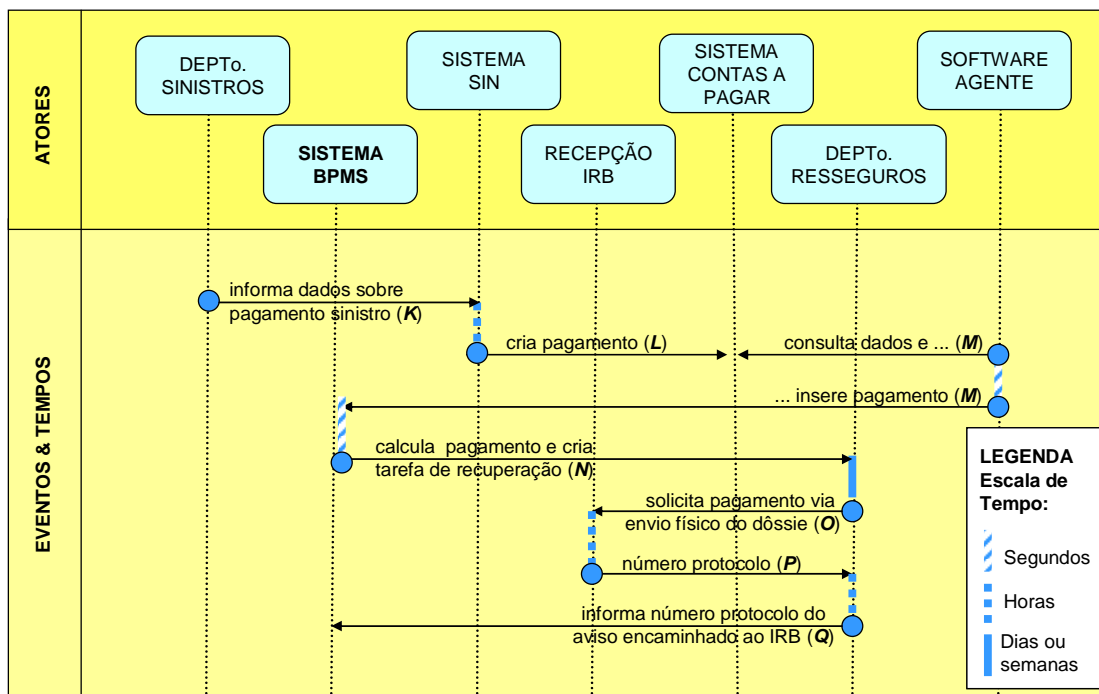 ATORES
DEPTo.
SINISTROS
SISTEMA
SIN
SISTEMA
CONTAS A
PAGAR
SOFTWARE
AGENTE
SISTEMA
BPMS
RECEPÇÃO
IRB
DEPTo.
RESSEGUROS
EVENTOS & TEMPOS
informa dados sobre
pagamento sinistro (K)
cria pagamento (L)
consulta dados e ... (M)
... insere pagamento (M)
calcula pagamento e cria
tarefa de recuperação (N)
solicita pagamento via
envio físico do dôssie (O)
número protocolo (P)
informa número protocolo do
aviso encaminhado ao IRB (Q)
LEGENDA
Escala de
Tempo:
Segundos
Horas
Dias ou
semanas